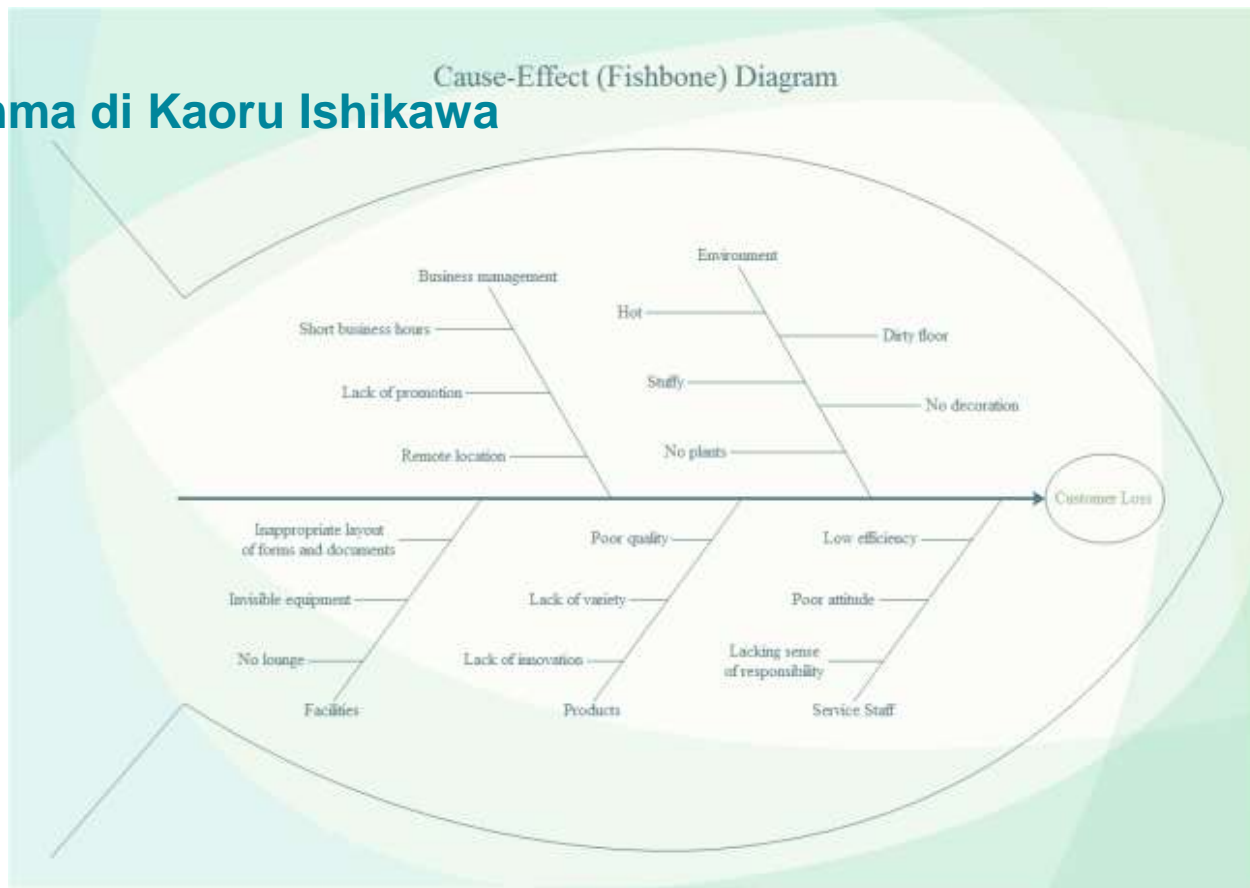 Cause-Effect (Fishbone) Diagram
mma di Kaoru Ishikawa
Environment
Business management
Hot
Short business hours
Dirty floor
Stuffy
Lack of promotion
No decoration
No plants
Remote location
Customer Loss
Inappropriate layout
of forms and documents
Poor quality
Low efficiency
Invisible equipment
Lack of variety
Poor attitude
No lounge
Lack of innovation
Lacking sense
of responsibility
Facilities
Products
Service Staff